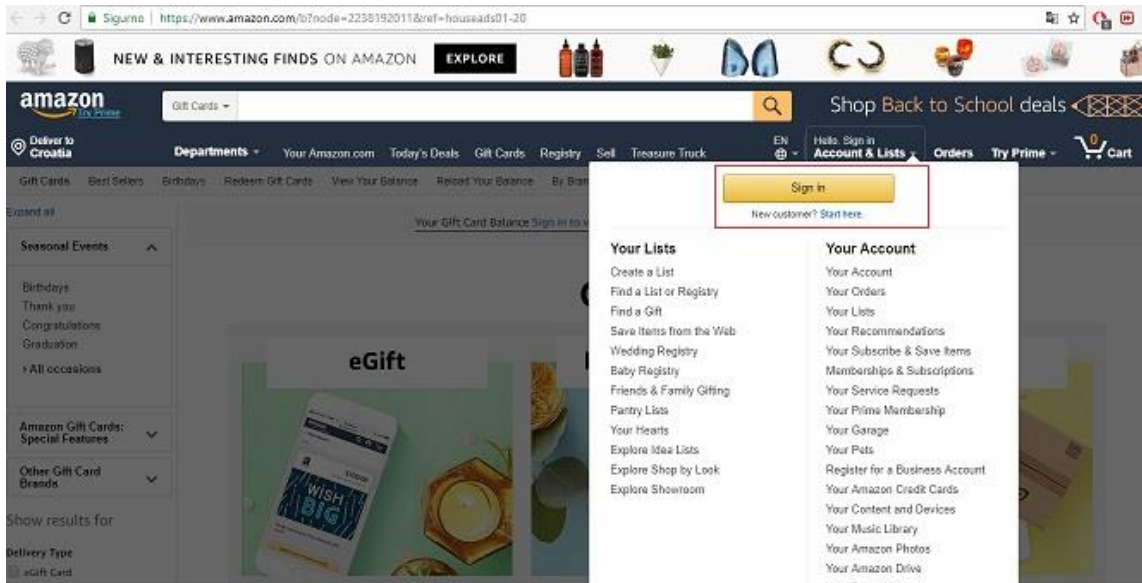 Sigurno https://www.amazon.com/b?node=2238192011&ref=houseads01-20
NEW & INTERESTING FINDS ON AMAZON EXPLORE
amazon
Try Prime
Gift Cards
Shop Back to School deals
Deliver to
Croatia
Departments Your Amazon.com Today's Deals Gift Cards Registry Sell Treasure Truck
EN
Hello. Sign in
Account & Lists
Orders Try Prime
0
Cart
Gift Cards Best Sellers Birthdays Redeem Gift Cards View Your Balance Reload Your Balance By Bran
Expand all
Your Gift Card Balance Sign in to v
Seasonal Events
Birthdays
Thank you
Congratulations
Graduation
› All occasions
Amazon Gift Cards:
Special Features
Other Gift Card
Brands
Show results for
Delivery Type
eGift Card
eGift
WISH
BIG
Sign in
New customer? Start here.
Your Lists
Create a List
Find a List or Registry
Find a Gift
Save Items from the Web
Wedding Registry
Baby Registry
Friends & Family Gifting
Pantry Lists
Your Hearts
Explore Idea Lists
Explore Shop by Look
Explore Showroom
Your Account
Your Account
Your Orders
Your Lists
Your Recommendations
Your Subscribe & Save Items
Memberships & Subscriptions
Your Service Requests
Your Prime Membership
Your Garage
Your Pets
Register for a Business Account
Your Amazon Credit Cards
Your Content and Devices
Your Music Library
Your Amazon Photos
Your Amazon Drive